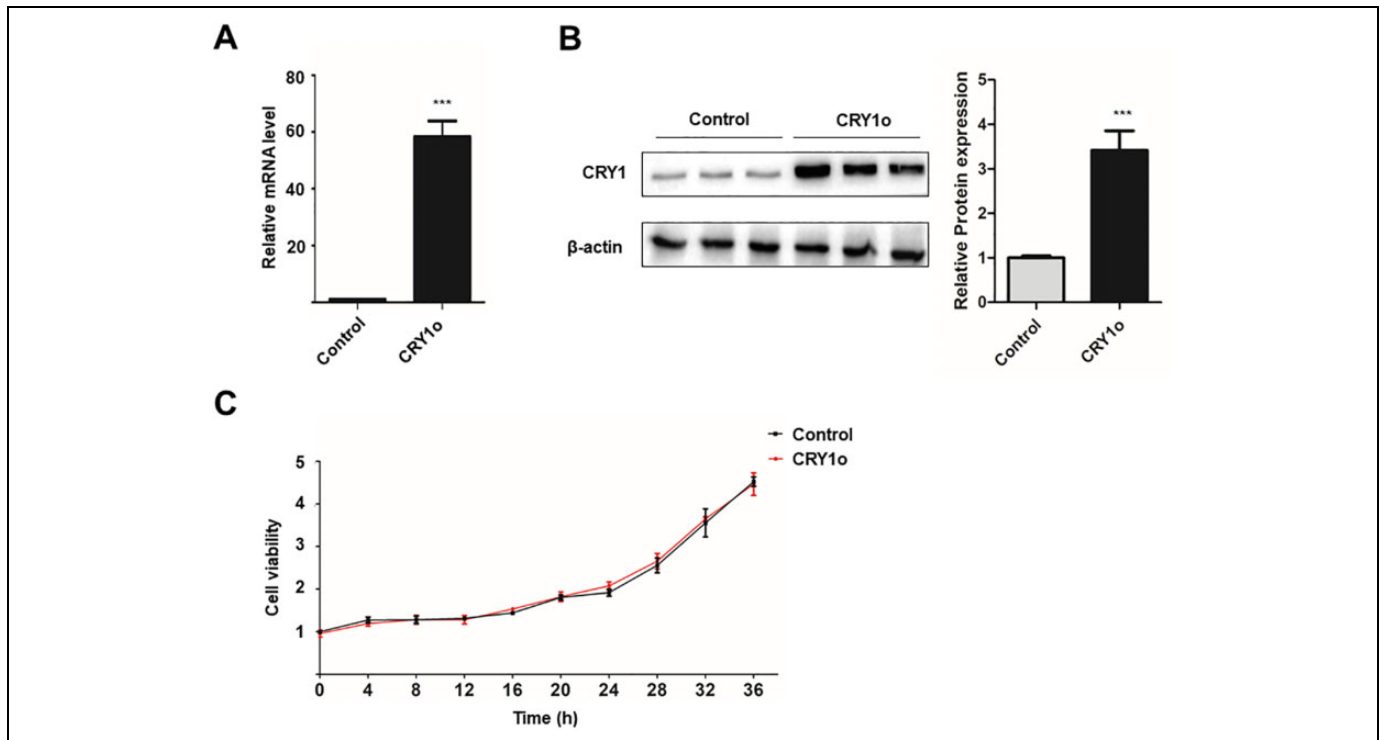 A
Relative mRNA level
80
60
40
20
***
Control
CRY1o
B
Control
CRY1o
CRY1
β-actin
Relative Protein expression
5
4
3
2
1
0
***
Control
CRY1o
C
Control
CRY1o
Cell viability
5
4
3
2
1
0 4 8 12 16 20 24 28 32 36
Time (h)